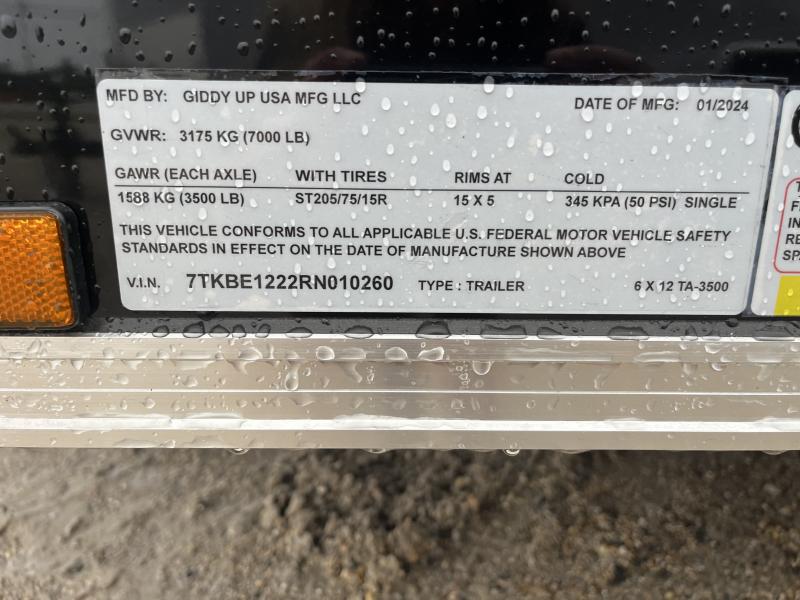 MFD BY: GIDDY UP USA MFG LLC DATE OF MFG: 01/2024
GVWR: 3175 KG (7000 LB)
GAWR (EACH AXLE) WITH TIRES RIMS AT COLD
1588 KG (3500 LB) ST205/75/15R 15 X 5 345 KPA (50 PSI) SINGLE
THIS VEHICLE CONFORMS TO ALL APPLICABLE U.S. FEDERAL MOTOR VEHICLE SAFETY
STANDARDS IN EFFECT ON THE DATE OF MANUFACTURE SHOWN ABOVE
V.I.N. 7TKBE1222RN010260 TYPE : TRAILER 6 X 12 TA-3500